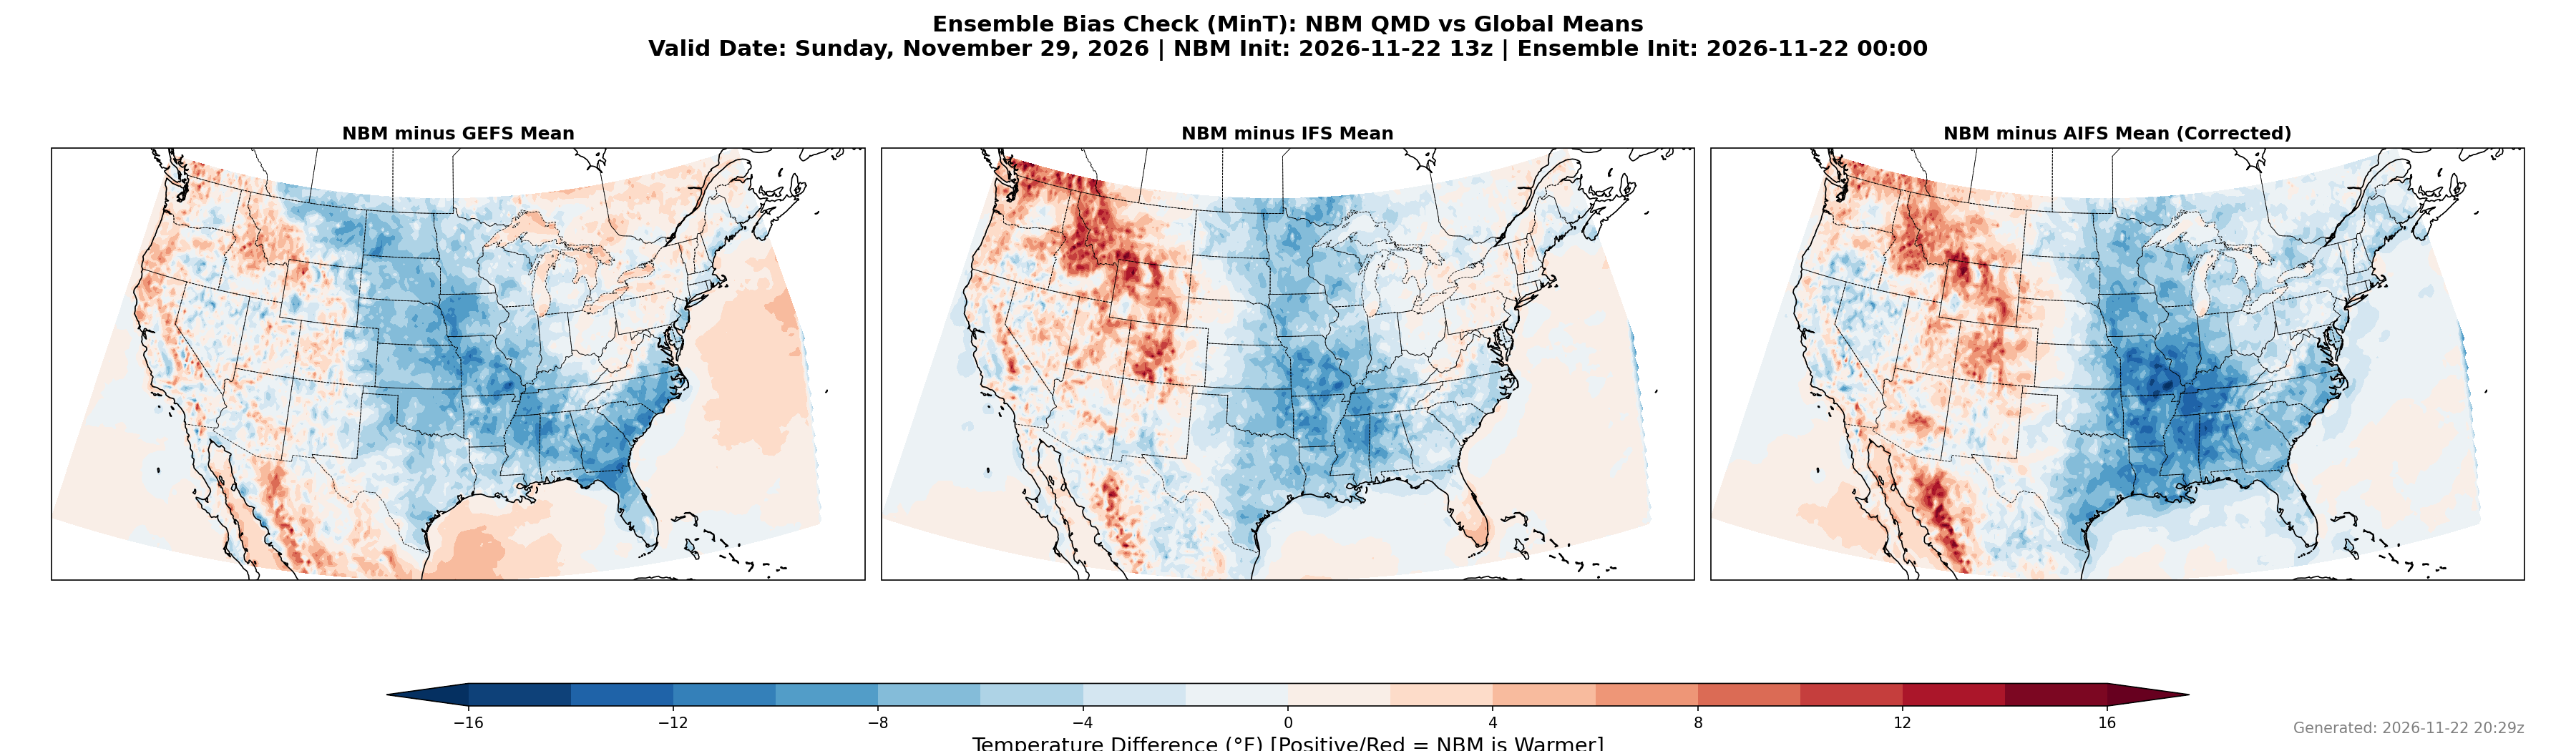 Ensemble Bias Check (MinT): NBM QMD vs Global Means
Valid Date: Sunday, November 29, 2026 | NBM Init: 2026-11-22 13z | Ensemble Init: 2026-11-22 00:00
NBM minus GEFS Mean
NBM minus IFS Mean
NBM minus AIFS Mean (Corrected)
−16 −12 −8 −4 0 4 8 12 16
Temperature Difference (°F) [Positive/Red = NBM is Warmer]
Generated: 2026-11-22 20:29z